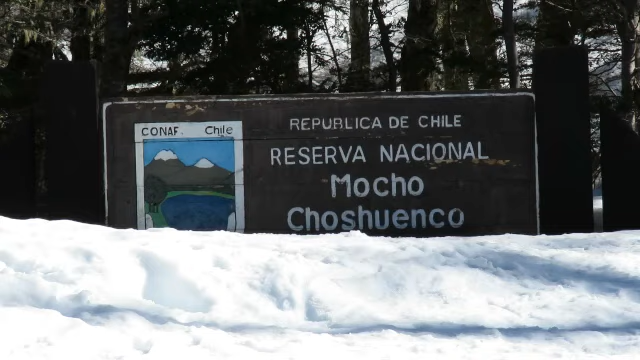 CONAF. Chile
REPUBLICA DE CHILE
RESERVA NACIONAL
Mocho
Choshuenco